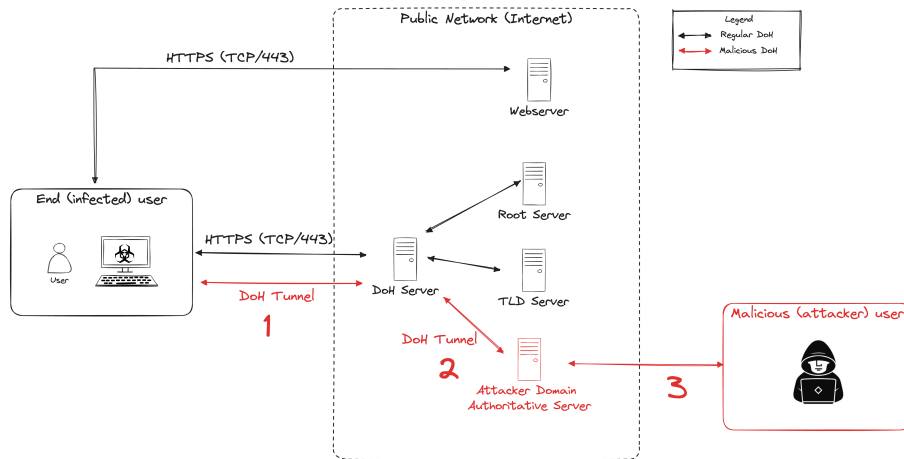 Public Network (Internet)
Legend
Regular DoH
Malicious DoH
HTTPS (TCP/443)
Webserver
End (infected) user
User
HTTPS (TCP/443)
DoH Tunnel
1
Root Server
DoH Server
TLD Server
DoH Tunnel
2
Attacker Domain
Authoritative Server
3
Malicious (attacker) user